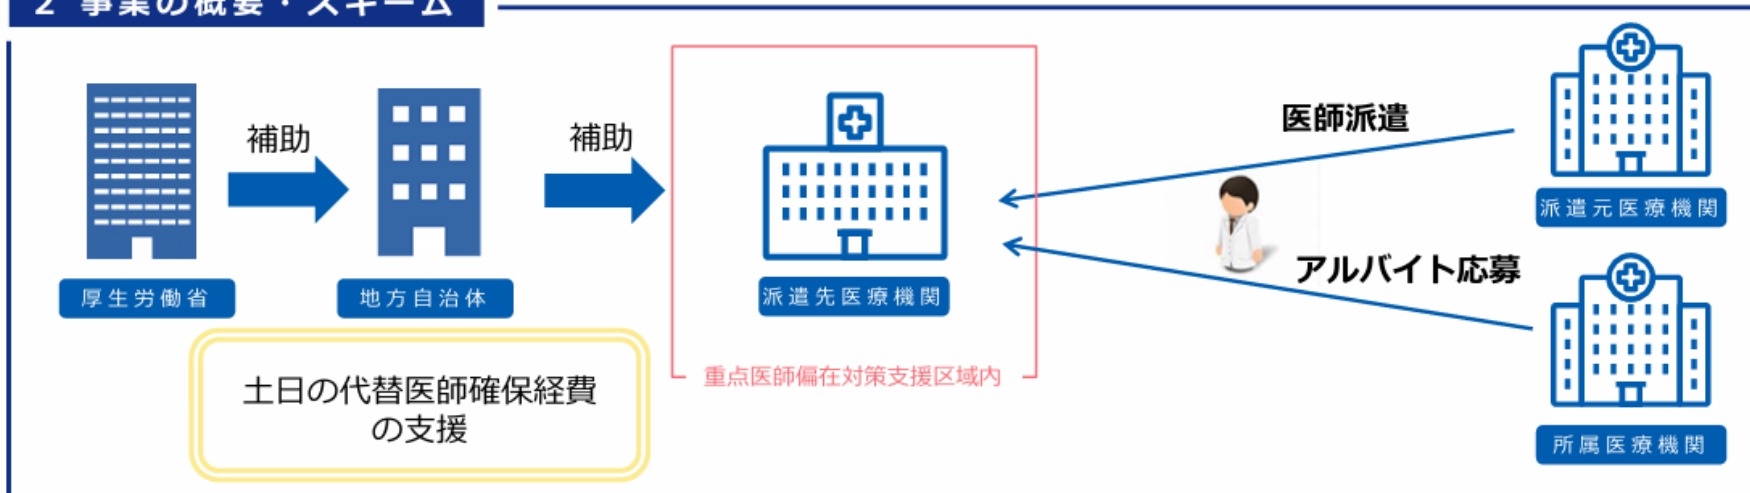 2 事業の概要・スキーム
補助
補助
医師派遣
アルバイト応募
厚生労働省
地方自治体
派遣先医療機関
派遣元医療機関
所属医療機関
重点医師偏在対策支援区域内
土日の代替医師確保経費
の支援